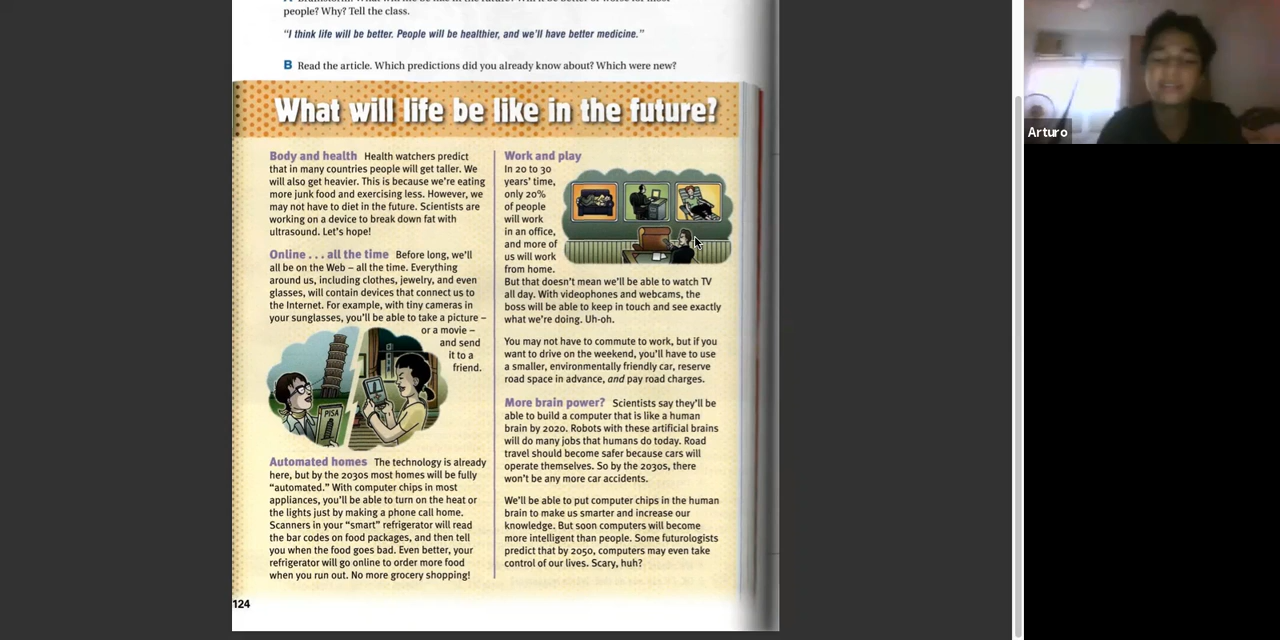 people? Why? Tell the class.
"I think life will be better. People will be healthier, and we'll have better medicine."
B Read the article. Which predictions did you already know about? Which were new?
What will life be like in the future?
Body and health Health watchers predict
that in many countries people will get taller. We
will also get heavier. This is because we're eating
more junk food and exercising less. However, we
may not have to diet in the future. Scientists are
working on a device to break down fat with
ultrasound. Let's hope!
Online . . . all the time Before long, we'll
all be on the Web – all the time. Everything
around us, including clothes, jewelry, and even
glasses, will contain devices that connect us to
the Internet. For example, with tiny cameras in
your sunglasses, you'll be able to take a picture –
or a movie –
and send
it to a
friend.
PISA
Automated homes The technology is already
here, but by the 2030s most homes will be fully
"automated." With computer chips in most
appliances, you'll be able to turn on the heat or
the lights just by making a phone call home.
Scanners in your "smart" refrigerator will read
the bar codes on food packages, and then tell
you when the food goes bad. Even better, your
refrigerator will go online to order more food
when you run out. No more grocery shopping!
Work and play
In 20 to 30
years' time,
only 20%
of people
will work
in an office,
and more of
us will work
from home.
But that doesn't mean we'll be able to watch TV
all day. With videophones and webcams, the
boss will be able to keep in touch and see exactly
what we're doing. Uh-oh.
You may not have to commute to work, but if you
want to drive on the weekend, you'll have to use
a smaller, environmentally friendly car, reserve
road space in advance, and pay road charges.
More brain power? Scientists say they'll be
able to build a computer that is like a human
brain by 2020. Robots with these artificial brains
will do many jobs that humans do today. Road
travel should become safer because cars will
operate themselves. So by the 2030s, there
won't be any more car accidents.
We'll be able to put computer chips in the human
brain to make us smarter and increase our
knowledge. But soon computers will become
more intelligent than people. Some futurologists
predict that by 2050, computers may even take
control of our lives. Scary, huh?
124
Arturo